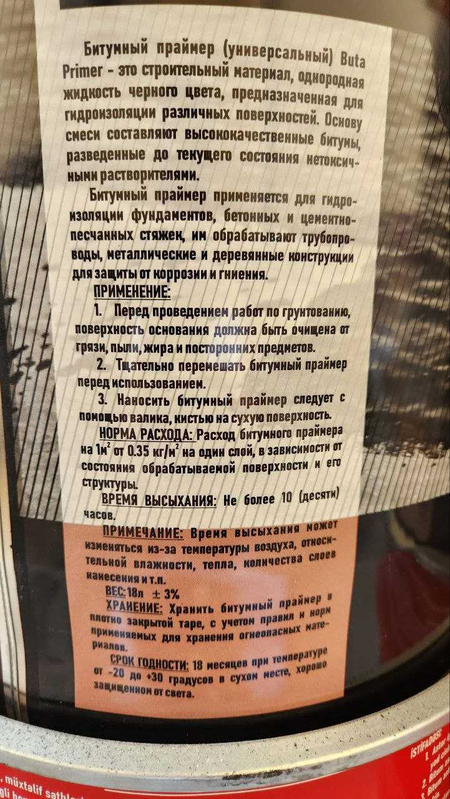 Битумный праймер (универсальный) Buta
Primer - это строительный материал, однородная
жидкость черного цвета, предназначенная для
гидроизоляции различных поверхностей. Основу
смеси составляют высококачественные битумы,
разведенные до текущего состояния нетоксич-
ными растворителями.
Битумный праймер применяется для гидро-
изоляции фундаментов, бетонных и цементно-
песчанных стяжек, им обрабатывают трубопро-
воды, металлические и деревянные конструкции
для защиты от коррозии и гниения.
ПРИМЕНЕНИЕ:
1. Перед проведением работ по грунтованию,
поверхность основания должна быть очищена от
грязи, пыли, жира и посторонних предметов.
2. Тщательно перемешать битумный праймер
перед использованием.
3. Наносить битумный праймер следует с
помощью валика, кистью на сухую поверхность.
НОРМА РАСХОДА: Расход битумного праймера
на 1м² от 0.35 кг/м² на один слой, в зависимости от
состояния обрабатываемой поверхности и его
структуры.
ВРЕМЯ ВЫСЫХАНИЯ: Не более 10 (десяти)
часов.
ПРИМЕЧАНИЕ: Время высыхания может
изменяться из-за температуры воздуха, относи-
тельной влажности, тепла, количества слоев
нанесения и т.п.
ВЕС:18л ± 3%
ХРАНЕНИЕ: Хранить битумный праймер в
плотно закрытой таре, с учетом правил и норм
применяемых для хранения огнеопасных мате-
риалов.
СРОК ГОДНОСТИ: 18 месяцев при температуре
от -20 до +30 градусов в сухом месте, хорошо
защищенном от света.
, müxtəlif səthlə
İSTİFADƏSİ: